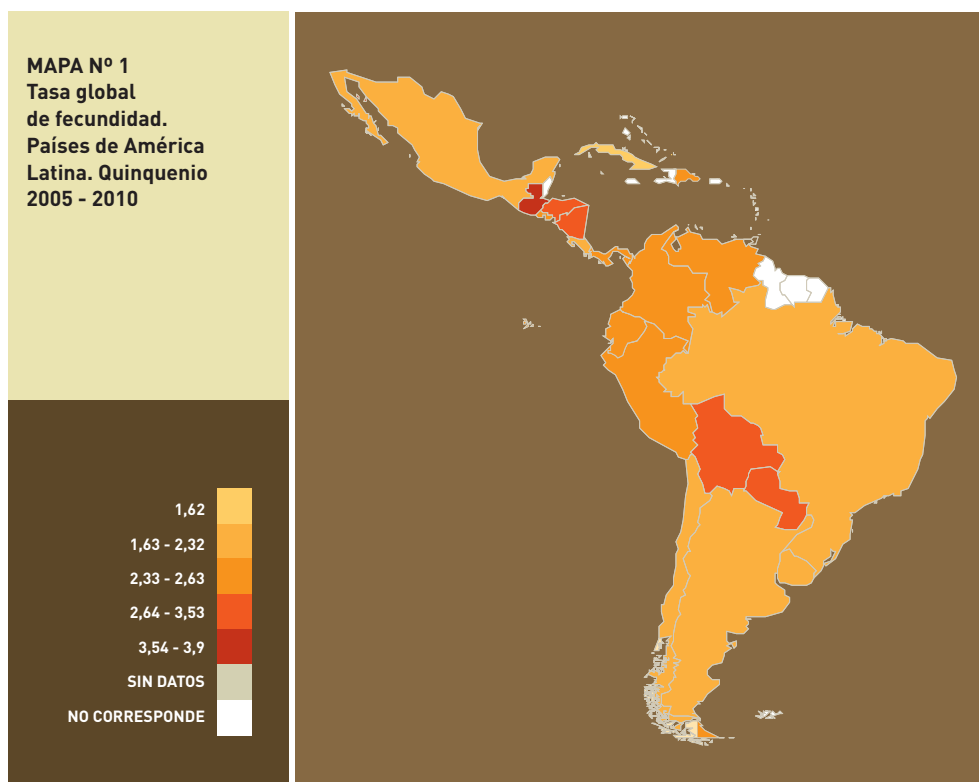 MAPA Nº 1
Tasa global
de fecundidad.
Países de América
Latina. Quinquenio
2005 - 2010
1,62
1,63 - 2,32
2,33 - 2,63
2,64 - 3,53
3,54 - 3,9
SIN DATOS
NO CORRESPONDE